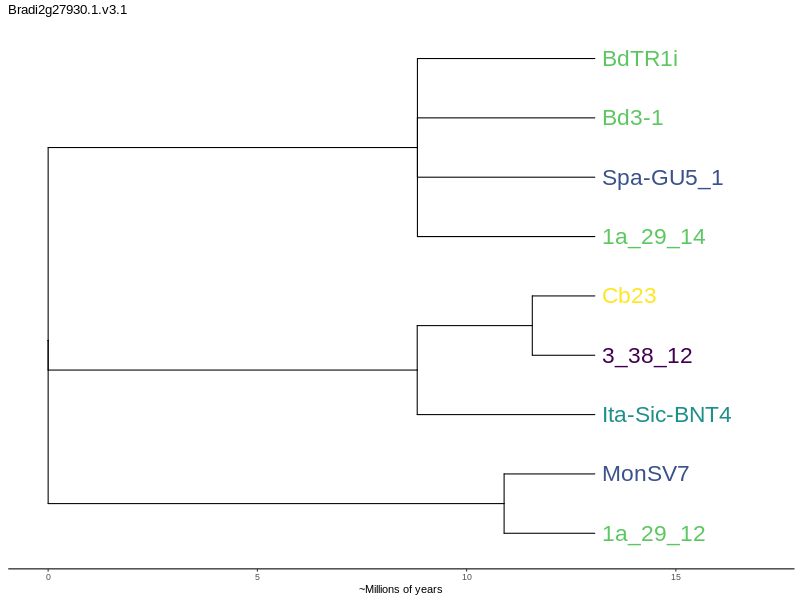 Bradi2g27930.1.v3.1
BdTR1i
Bd3-1
Spa-GU5_1
1a_29_14
Cb23
3_38_12
Ita-Sic-BNT4
MonSV7
1a_29_12
0 5 10 15
~Millions of years